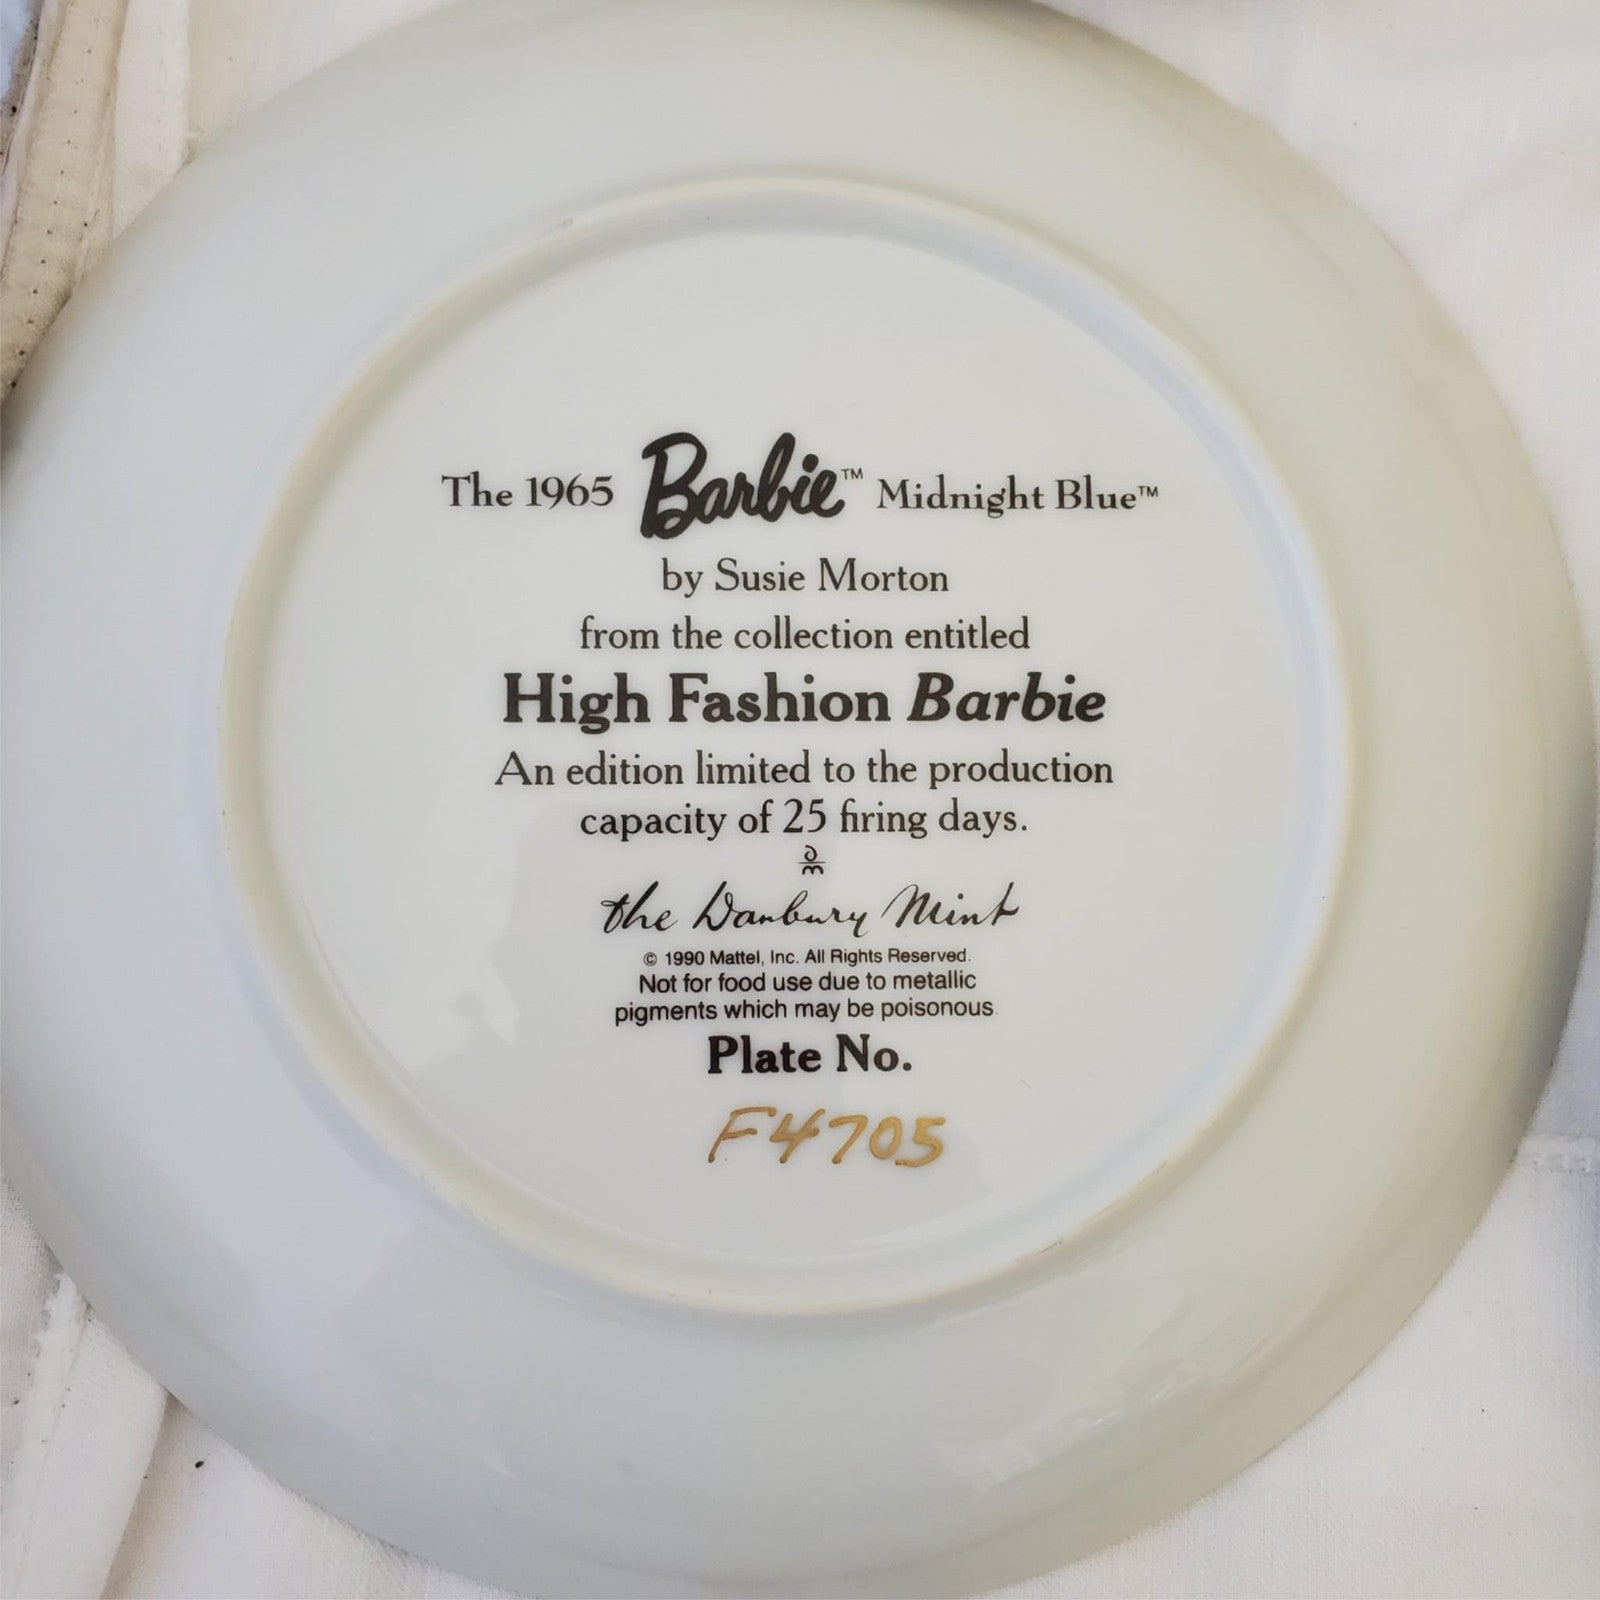 The 1965 Barbie™ Midnight Blue™
by Susie Morton
from the collection entitled
High Fashion Barbie
An edition limited to the production
capacity of 25 firing days.
the Danbury Mint
© 1990 Mattel, Inc. All Rights Reserved.
Not for food use due to metallic
pigments which may be poisonous.
Plate No.
F4705